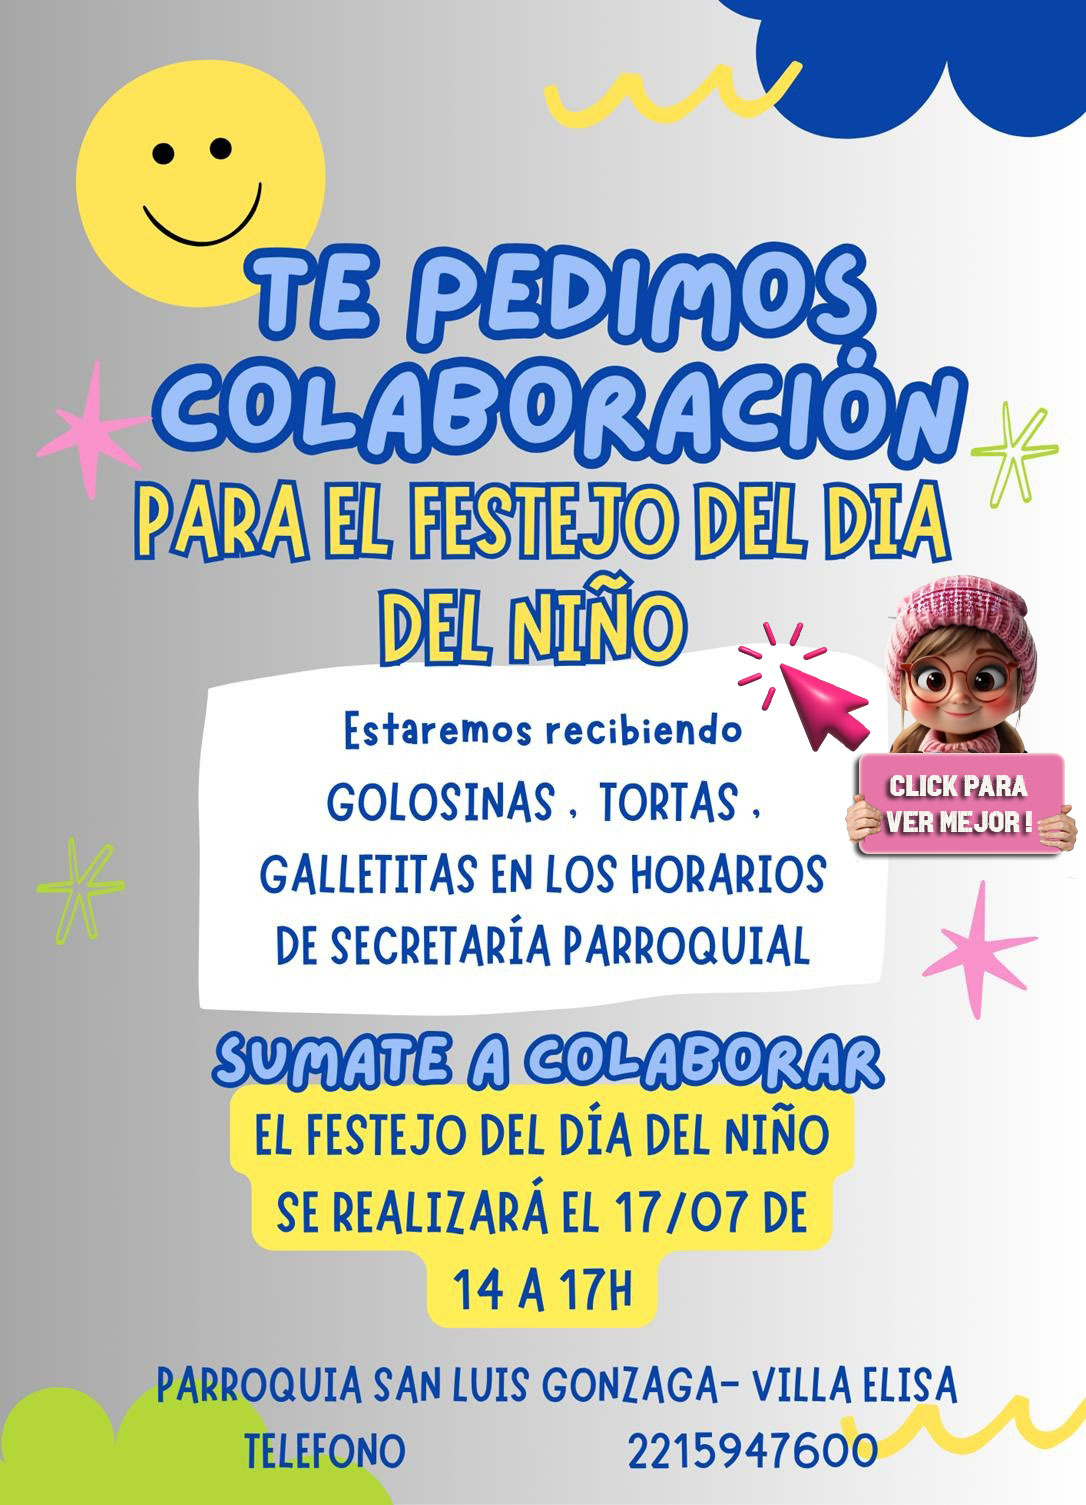 TE PEDIMOS
COLABORACIÓN
PARA EL FESTEJO DEL DIA
DEL NIÑO
Estaremos recibiendo
GOLOSINAS , TORTAS ,
GALLETITAS EN LOS HORARIOS
DE SECRETARÍA PARROQUIAL
CLICK PARA
VER MEJOR !
SUMATE A COLABORAR
EL FESTEJO DEL DÍA DEL NIÑO
SE REALIZARÁ EL 17/07 DE
14 A 17H
PARROQUIA SAN LUIS GONZAGA- VILLA ELISA
TELEFONO 2215947600